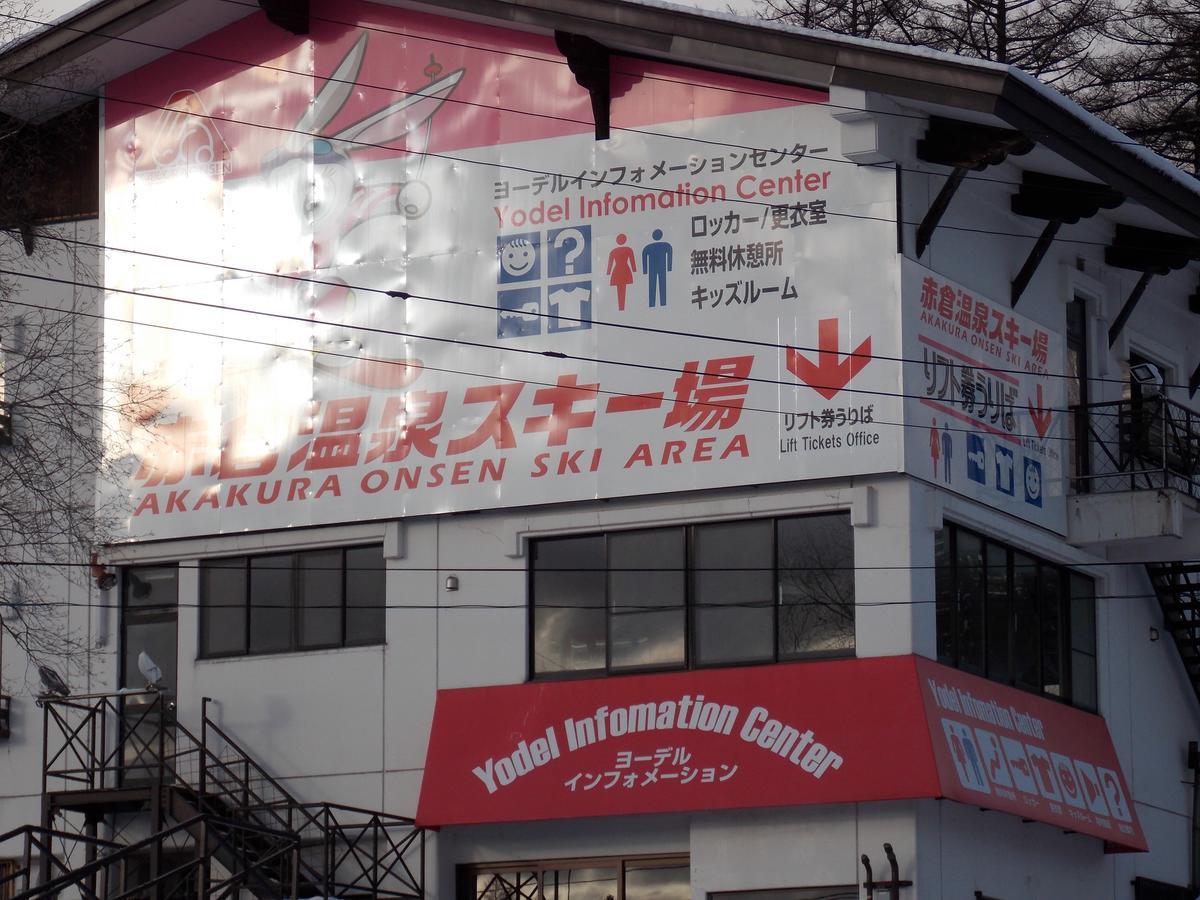 ヨーデルインフォメーションセンター
Yodel Infomation Center
ロッカー/更衣室
無料休憩所
キッズルーム
赤倉温泉スキー場
AKAKURA ONSEN SKI AREA
リフト券うりば
Lift Tickets Office
赤倉温泉スキー場
AKAKURA ONSEN SKI AREA
リフト券うりば
Lift Tickets Office
Yodel Infomation Center
ヨーデル
インフォメーション
Yodel Infomation Center